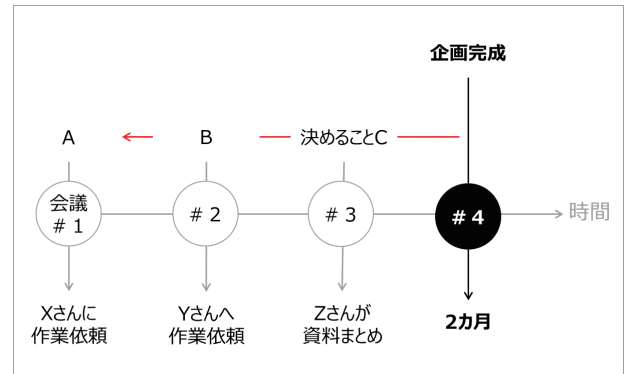 企画完成
A
B
決めることC
会議
# 1
# 2
# 3
# 4
時間
Xさんに
作業依頼
Yさんへ
作業依頼
Zさんが
資料まとめ
2カ月